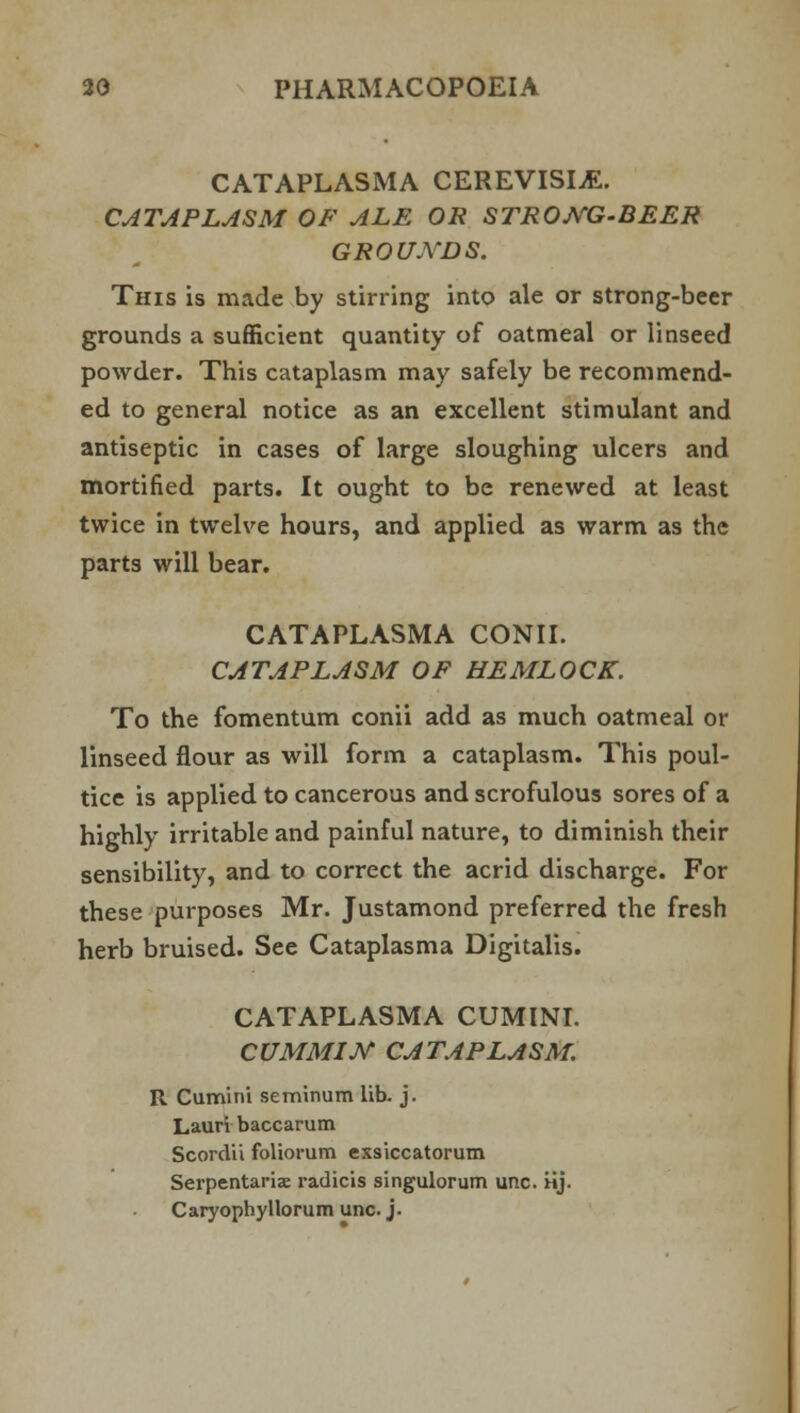 20 PHARMACOPOEIA
CATAPLASMA CEREVISIÆ.
CATAPLASM OF ALE OR STRONG-BEER
GROUNDS.
This is made by stirring into ale or strong-beer
grounds a sufficient quantity of oatmeal or linseed
powder. This cataplasm may safely be recommend-
ed to general notice as an excellent stimulant and
antiseptic in cases of large sloughing ulcers and
mortified parts. It ought to be renewed at least
twice in twelve hours, and applied as warm as the
parts will bear.
CATAPLASMA CONII.
CATAPLASM OF HEMLOCK.
To the fomentum conii add as much oatmeal or
linseed flour as will form a cataplasm. This poul-
tice is applied to cancerous and scrofulous sores of a
highly irritable and painful nature, to diminish their
sensibility, and to correct the acrid discharge. For
these purposes Mr. Justamond preferred the fresh
herb bruised. See Cataplasma Digitalis.
CATAPLASMA CUMINI.
CUMMIN CATAPLASM.
R Cumini seminum lib. j.
Lauri baccarum
Scordii foliorum exsiccatorum
Serpentariæ radicis singulorum unc. iij.
Caryophyllorum unc. j.